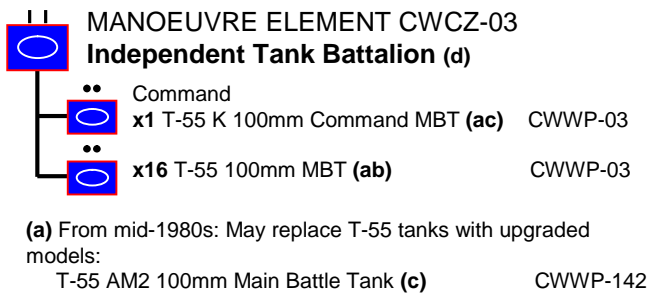 MANOEUVRE ELEMENT CWCZ-03
Independent Tank Battalion (d)
Command
x1 T-55 K 100mm Command MBT (ac) CWWP-03
x16 T-55 100mm MBT (ab) CWWP-03
(a) From mid-1980s: May replace T-55 tanks with upgraded
models:
T-55 AM2 100mm Main Battle Tank (c) CWWP-142